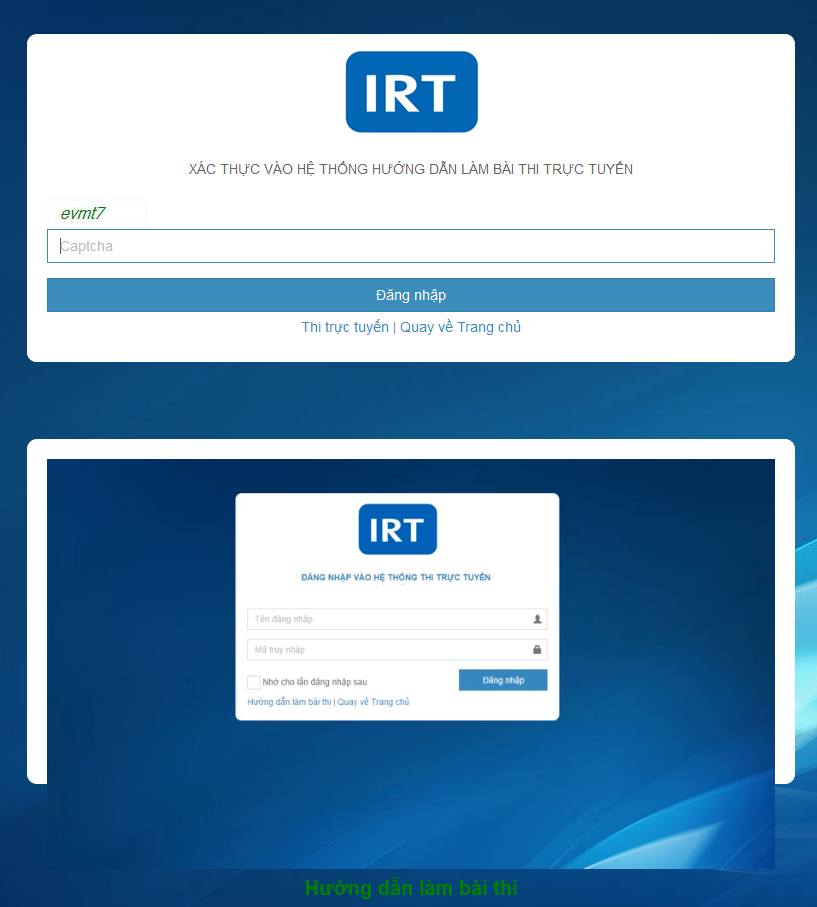 IRT
XÁC THỰC VÀO HỆ THỐNG HƯỚNG DẪN LÀM BÀI THI TRỰC TUYẾN
evmt7
Captcha
Đăng nhập
Thi trực tuyến | Quay về Trang chủ
IRT
ĐĂNG NHẬP VÀO HỆ THỐNG THI TRỰC TUYẾN
Tên đăng nhập
Mã truy nhập
Nhớ cho lần đăng nhập sau
Đăng nhập
Hướng dẫn làm bài thi | Quay về Trang chủ
Hướng dẫn làm bài thi